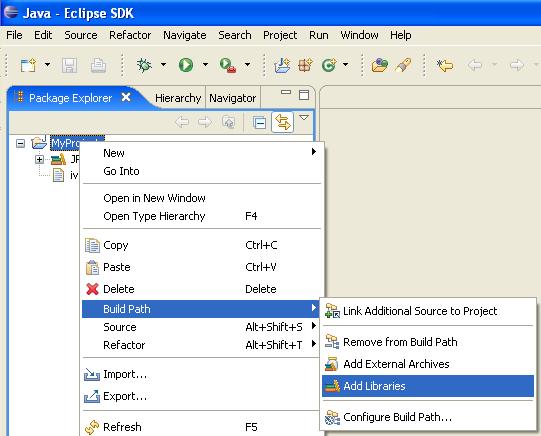 Java - Eclipse SDK
File Edit Source Refactor Navigate Search Project Run Window Help
Package Explorer Hierarchy Navigator
MyPro
JR
iv
New
Go Into
Open in New Window
Open Type Hierarchy F4
Copy Ctrl+C
Paste Ctrl+V
Delete Delete
Build Path
Source Alt+Shift+S
Refactor Alt+Shift+T
Import...
Export...
Refresh F5
Link Additional Source to Project
Remove from Build Path
Add External Archives
Add Libraries
Configure Build Path...